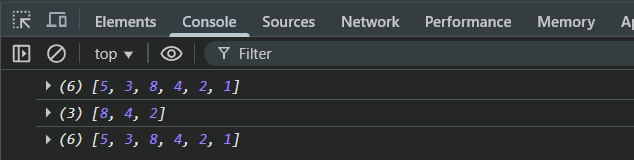 Elements Console Sources Network Performance Memory
top Filter
(6) [5, 3, 8, 4, 2, 1]
(3) [8, 4, 2]
(6) [5, 3, 8, 4, 2, 1]